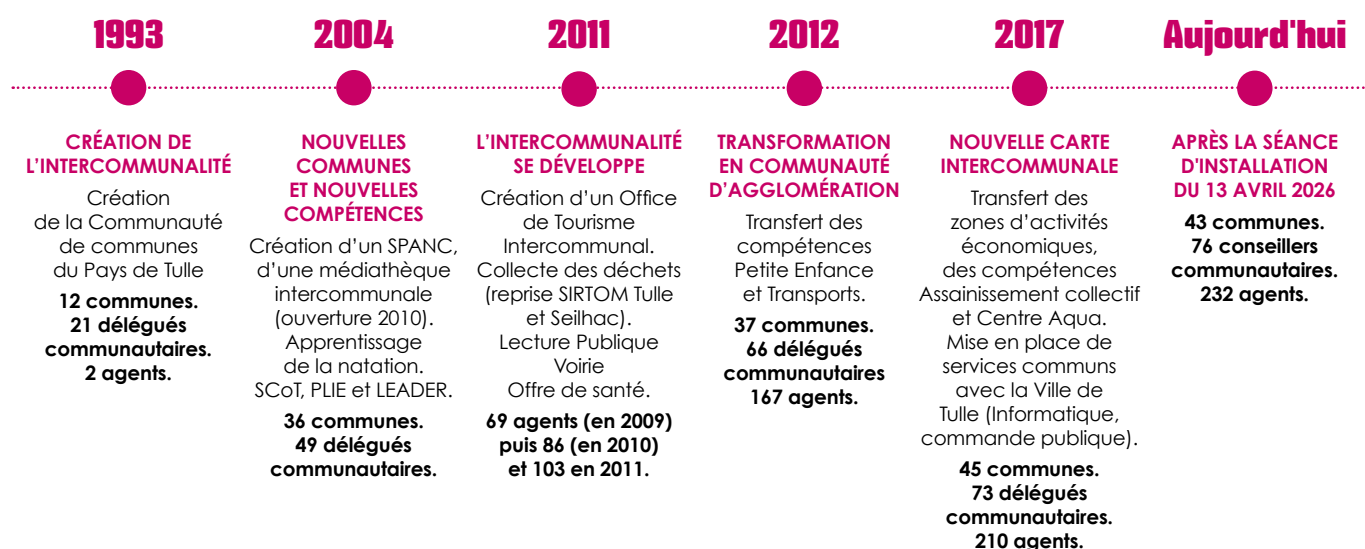 1993
CRÉATION DE
L'INTERCOMMUNALITÉ
Création
de la Communauté
de communes
du Pays de Tulle
12 communes.
21 délégués
communautaires.
2 agents.
2004
NOUVELLES
COMMUNES
ET NOUVELLES
COMPÉTENCES
Création d'un SPANC,
d'une médiathèque
intercommunale
(ouverture 2010).
Apprentissage
de la natation.
SCoT, PLIE et LEADER.
36 communes.
49 délégués
communautaires.
2011
L'INTERCOMMUNALITÉ
SE DÉVELOPPE
Création d'un Office
de Tourisme
Intercommunal.
Collecte des déchets
(reprise SIRTOM Tulle
et Seilhac).
Lecture Publique
Voirie
Offre de santé.
69 agents (en 2009)
puis 86 (en 2010)
et 103 en 2011.
2012
TRANSFORMATION
EN COMMUNAUTÉ
D'AGGLOMÉRATION
Transfert des
compétences
Petite Enfance
et Transports.
37 communes.
66 délégués
communautaires
167 agents.
2017
NOUVELLE CARTE
INTERCOMMUNALE
Transfert des
zones d'activités
économiques,
des compétences
Assainissement collectif
et Centre Aqua.
Mise en place de
services communs
avec la Ville de
Tulle (Informatique,
commande publique).
45 communes.
73 délégués
communautaires.
210 agents.
Aujourd'hui
APRÈS LA SÉANCE
D'INSTALLATION
DU 13 AVRIL 2026
43 communes.
76 conseillers
communautaires.
232 agents.